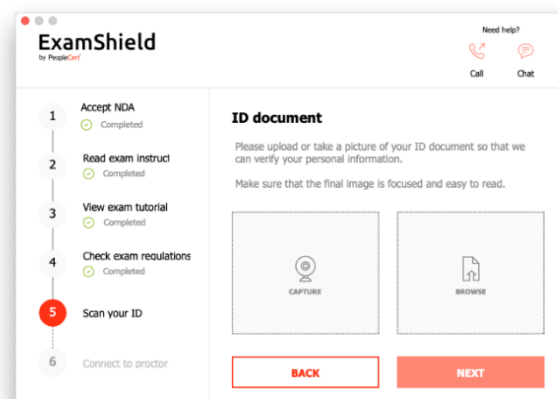 Need help?
ExamShield
by PeopleCert
Call
Chat
1
Accept NDA
Completed
2
Read exam instruct
Completed
3
View exam tutorial
Completed
4
Check exam regulations
Completed
5
Scan your ID
6
Connect to proctor
ID document
Please upload or take a picture of your ID document so that we
can verify your personal information.
Make sure that the final image is focused and easy to read.
CAPTURE
BROWSE
BACK
NEXT